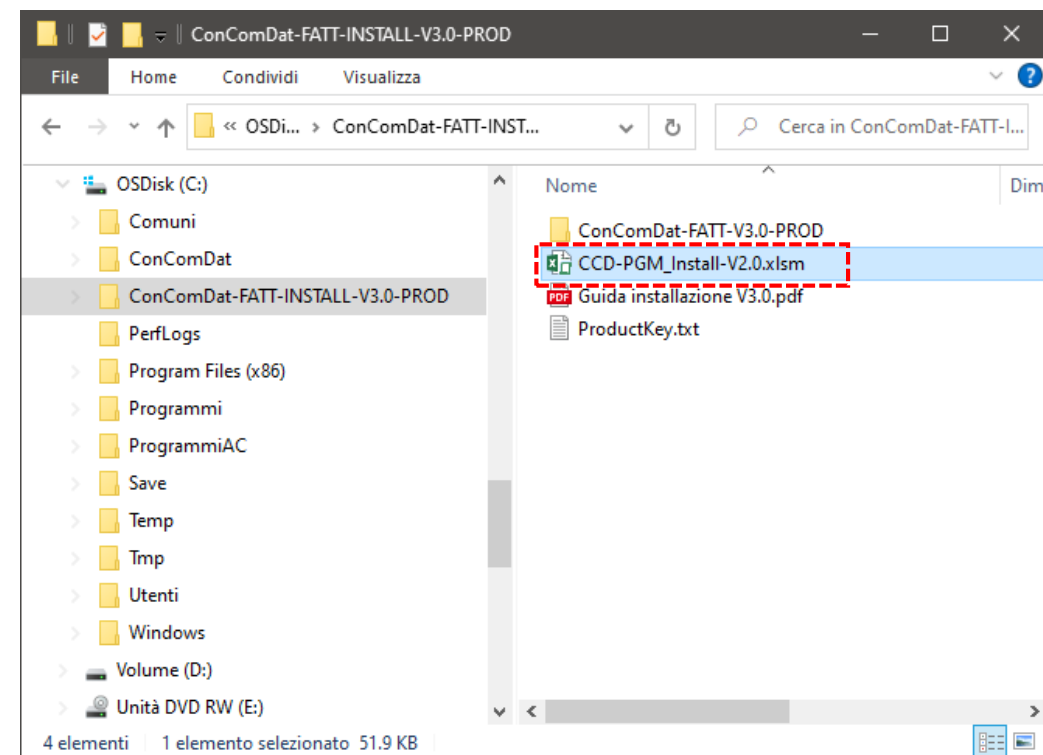 ConComDat-FATT-INSTALL-V3.0-PROD
File Home Condividi Visualizza
« OSDi... › ConComDat-FATT-INST... Cerca in ConComDat-FATT-I...
OSDisk (C:)
Comuni
ConComDat
ConComDat-FATT-INSTALL-V3.0-PROD
PerfLogs
Program Files (x86)
Programmi
ProgrammiAC
Save
Temp
Tmp
Utenti
Windows
Volume (D:)
Unità DVD RW (E:)
Nome Dim
ConComDat-FATT-V3.0-PROD
CCD-PGM_Install-V2.0.xlsm
PDF Guida installazione V3.0.pdf
ProductKey.txt
4 elementi 1 elemento selezionato 51.9 KB